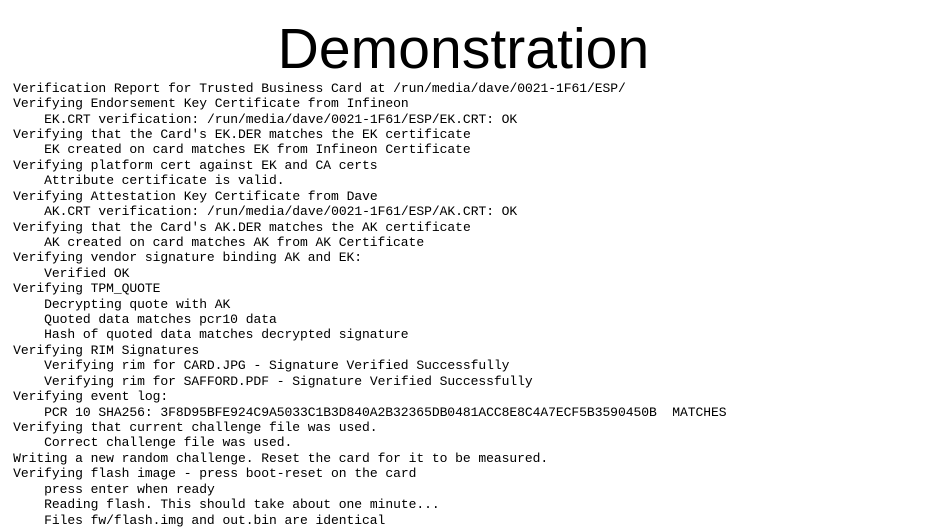 Demonstration
Verification Report for Trusted Business Card at /run/media/dave/0021-1F61/ESP/
Verifying Endorsement Key Certificate from Infineon
    EK.CRT verification: /run/media/dave/0021-1F61/ESP/EK.CRT: OK
Verifying that the Card's EK.DER matches the EK certificate
    EK created on card matches EK from Infineon Certificate
Verifying platform cert against EK and CA certs
    Attribute certificate is valid.
Verifying Attestation Key Certificate from Dave
    AK.CRT verification: /run/media/dave/0021-1F61/ESP/AK.CRT: OK
Verifying that the Card's AK.DER matches the AK certificate
    AK created on card matches AK from AK Certificate
Verifying vendor signature binding AK and EK:
    Verified OK
Verifying TPM_QUOTE
    Decrypting quote with AK
    Quoted data matches pcr10 data
    Hash of quoted data matches decrypted signature
Verifying RIM Signatures
    Verifying rim for CARD.JPG - Signature Verified Successfully
    Verifying rim for SAFFORD.PDF - Signature Verified Successfully
Verifying event log:
    PCR 10 SHA256: 3F8D95BFE924C9A5033C1B3D840A2B32365DB0481ACC8E8C4A7ECF5B3590450B  MATCHES
Verifying that current challenge file was used.
    Correct challenge file was used.
Writing a new random challenge. Reset the card for it to be measured.
Verifying flash image - press boot-reset on the card
    press enter when ready
    Reading flash. This should take about one minute...
    Files fw/flash.img and out.bin are identical